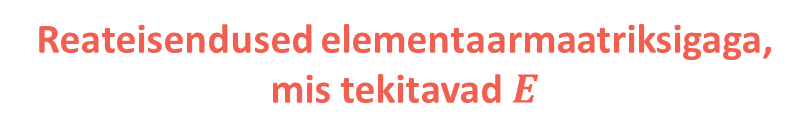 Reateisendused elementaarmaatriksigaga,
mis tekitavad E